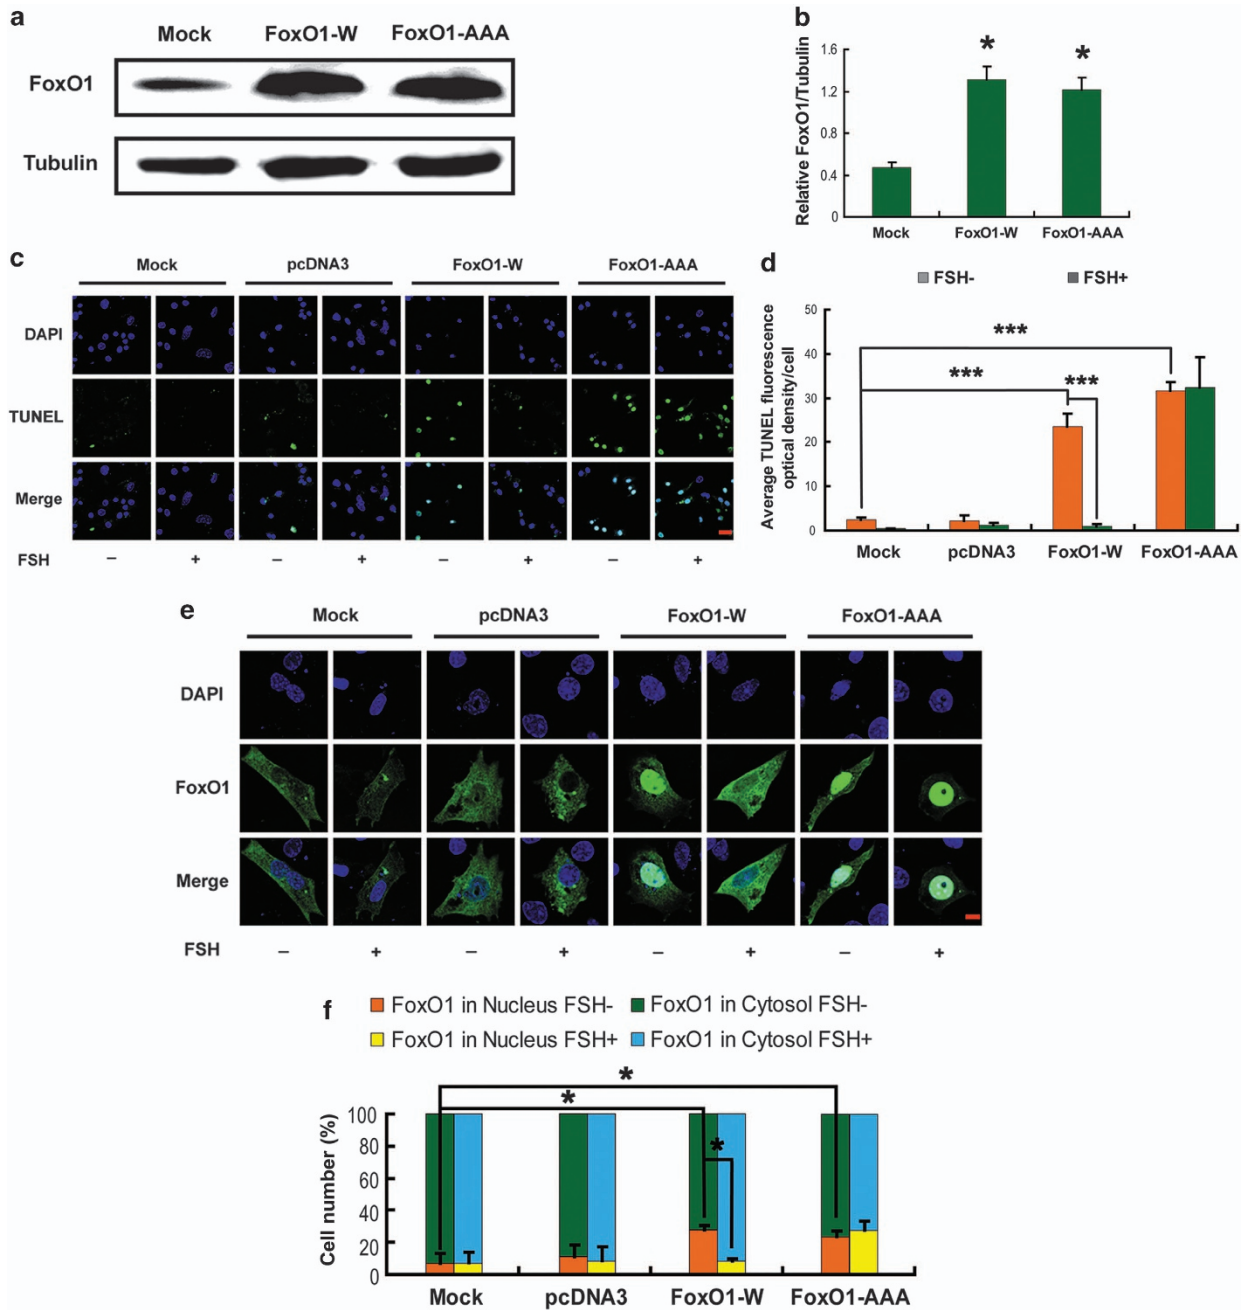 a
Mock FoxO1-W FoxO1-AAA
FoxO1
Tubulin
b
Relative FoxO1/Tubulin
1.6
1.2
0.8
0.4
0
*
*
Mock FoxO1-W FoxO1-AAA
c
Mock pcDNA3 FoxO1-W FoxO1-AAA
DAPI
TUNEL
Merge
FSH – + – + – + – +
d
FSH- FSH+
Average TUNEL fluorescence
optical density/cell
50
40
30
20
10
0
***
***
***
Mock pcDNA3 FoxO1-W FoxO1-AAA
e
Mock pcDNA3 FoxO1-W FoxO1-AAA
DAPI
FoxO1
Merge
FSH – + – + – + – +
f
FoxO1 in Nucleus FSH- FoxO1 in Cytosol FSH-
FoxO1 in Nucleus FSH+ FoxO1 in Cytosol FSH+
Cell number (%)
100
80
60
40
20
0
*
*
*
Mock pcDNA3 FoxO1-W FoxO1-AAA